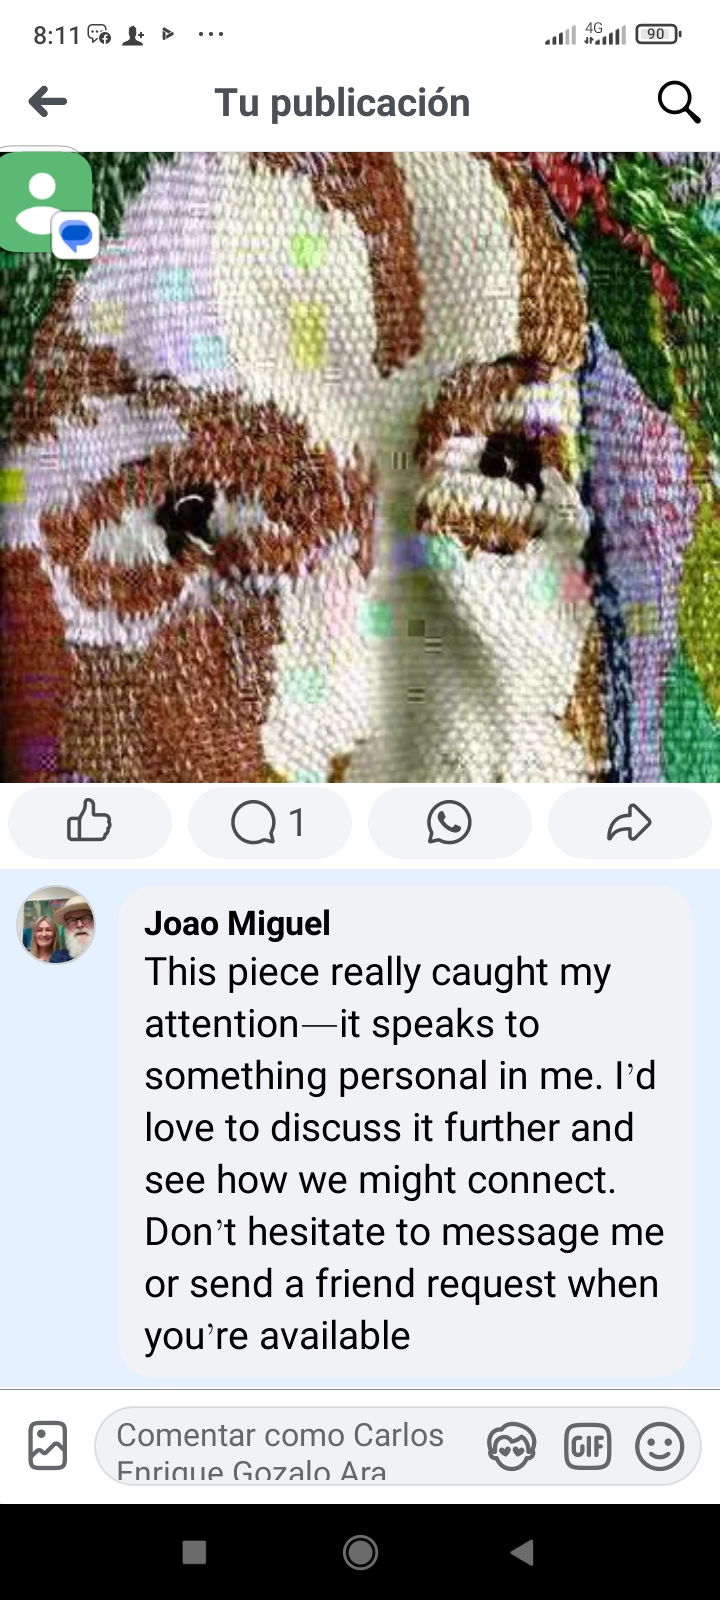 8:11 4G 90
Tu publicación
1
Joao Miguel
This piece really caught my
attention—it speaks to
something personal in me. I’d
love to discuss it further and
see how we might connect.
Don’t hesitate to message me
or send a friend request when
you’re available
Comentar como Carlos
Enrique Gozalo Ara
GIF